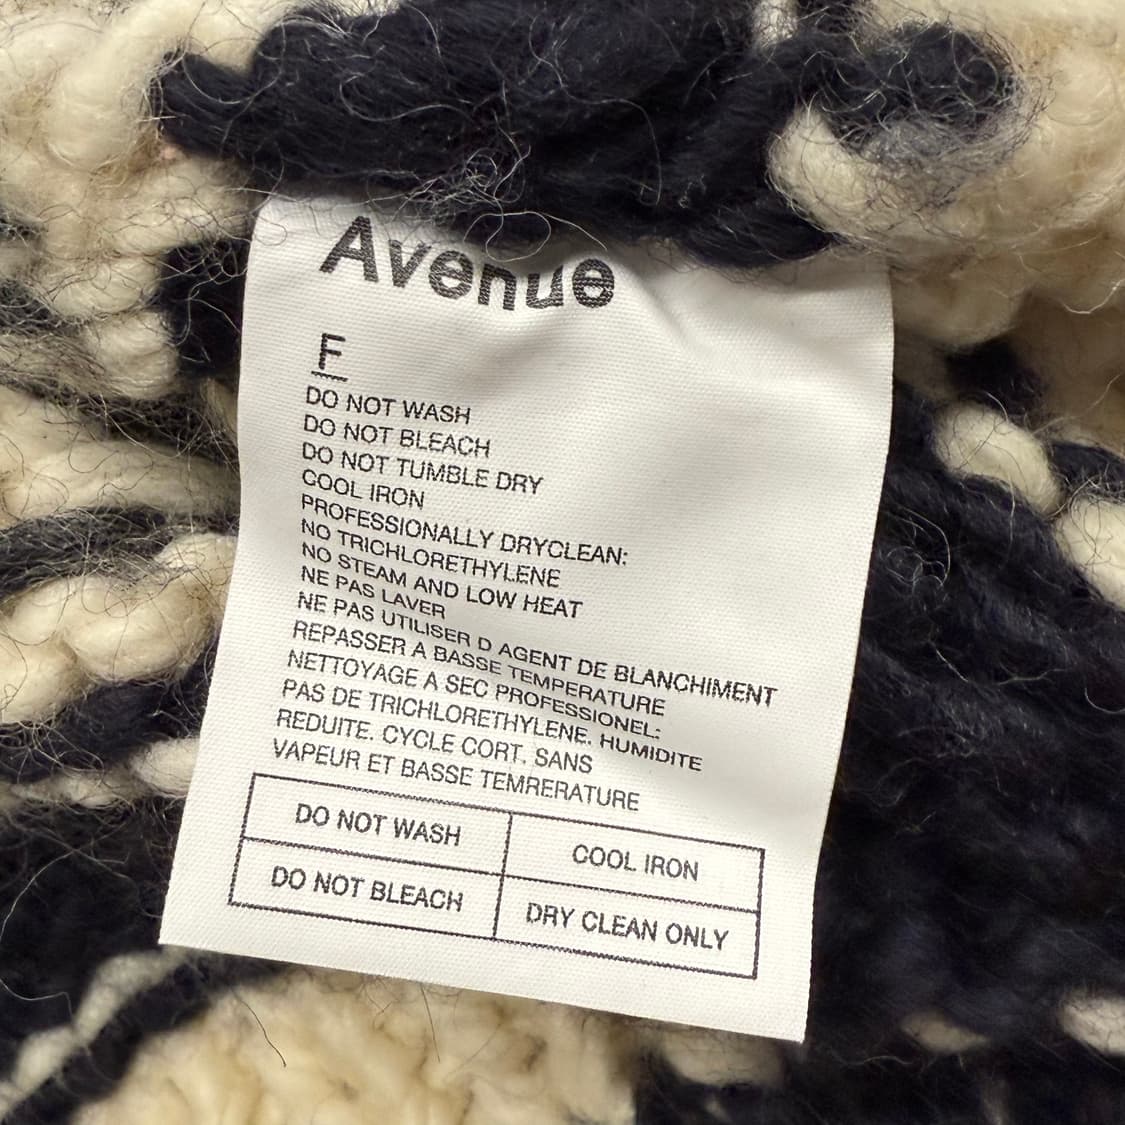 Avenue
F
DO NOT WASH
DO NOT BLEACH
DO NOT TUMBLE DRY
COOL IRON
PROFESSIONALLY DRYCLEAN:
NO TRICHLORETHYLENE
NO STEAM AND LOW HEAT
NE PAS LAVER
NE PAS UTILISER D AGENT DE BLANCHIMENT
REPASSER A BASSE TEMPERATURE
NETTOYAGE A SEC PROFESSIONEL:
PAS DE TRICHLORETHYLENE. HUMIDITE
REDUITE. CYCLE CORT. SANS
VAPEUR ET BASSE TEMRERATURE
DO NOT WASH COOL IRON
DO NOT BLEACH DRY CLEAN ONLY